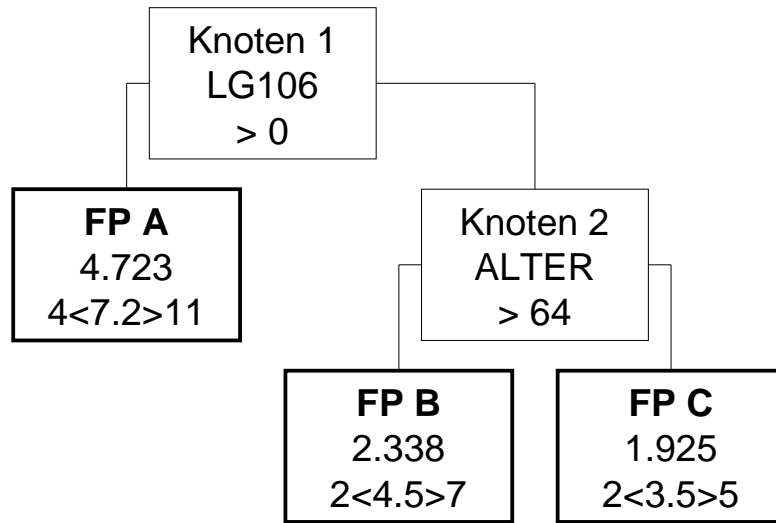 Knoten 1
LG106
> 0
FP A
4.723
4<7.2>11
Knoten 2
ALTER
> 64
FP B
2.338
2<4.5>7
FP C
1.925
2<3.5>5